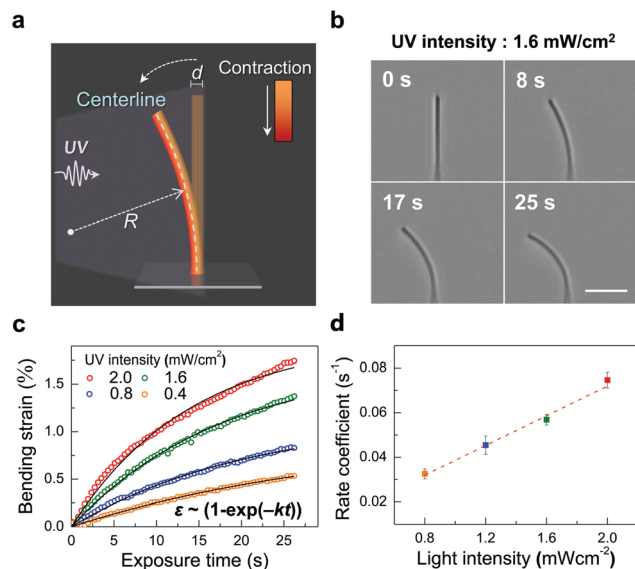 a
d
Contraction
Centerline
UV
R
b
UV intensity : 1.6 mW/cm²
0 s
8 s
17 s
25 s
c
UV intensity (mW/cm²)
2.0 1.6
0.8 0.4
ε ~ (1-exp(–kt))
Bending strain (%)
1.5
1.0
0.5
0.0
0 5 10 15 20 25
Exposure time (s)
d
Rate coefficient (s⁻¹)
0.08
0.06
0.04
0.02
0.8 1.2 1.6 2.0
Light intensity (mWcm⁻²)